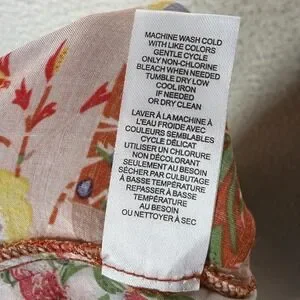 MACHINE WASH COLD
WITH LIKE COLORS
GENTLE CYCLE
ONLY NON-CHLORINE
BLEACH WHEN NEEDED
TUMBLE DRY LOW
COOL IRON
IF NEEDED
OR DRY CLEAN
LAVER À LA MACHINE À
L'EAU FROIDE AVEC
COULEURS SEMBLABLES
CYCLE DÉLICAT
UTILISER UN CHLORURE
NON DÉCOLORANT
SEULEMENT AU BESOIN
SÉCHER PAR CULBUTAGE
À BASSE TEMPÉRATURE
REPASSER À BASSE
TEMPÉRATURE
AU BESOIN
OU NETTOYER À SEC